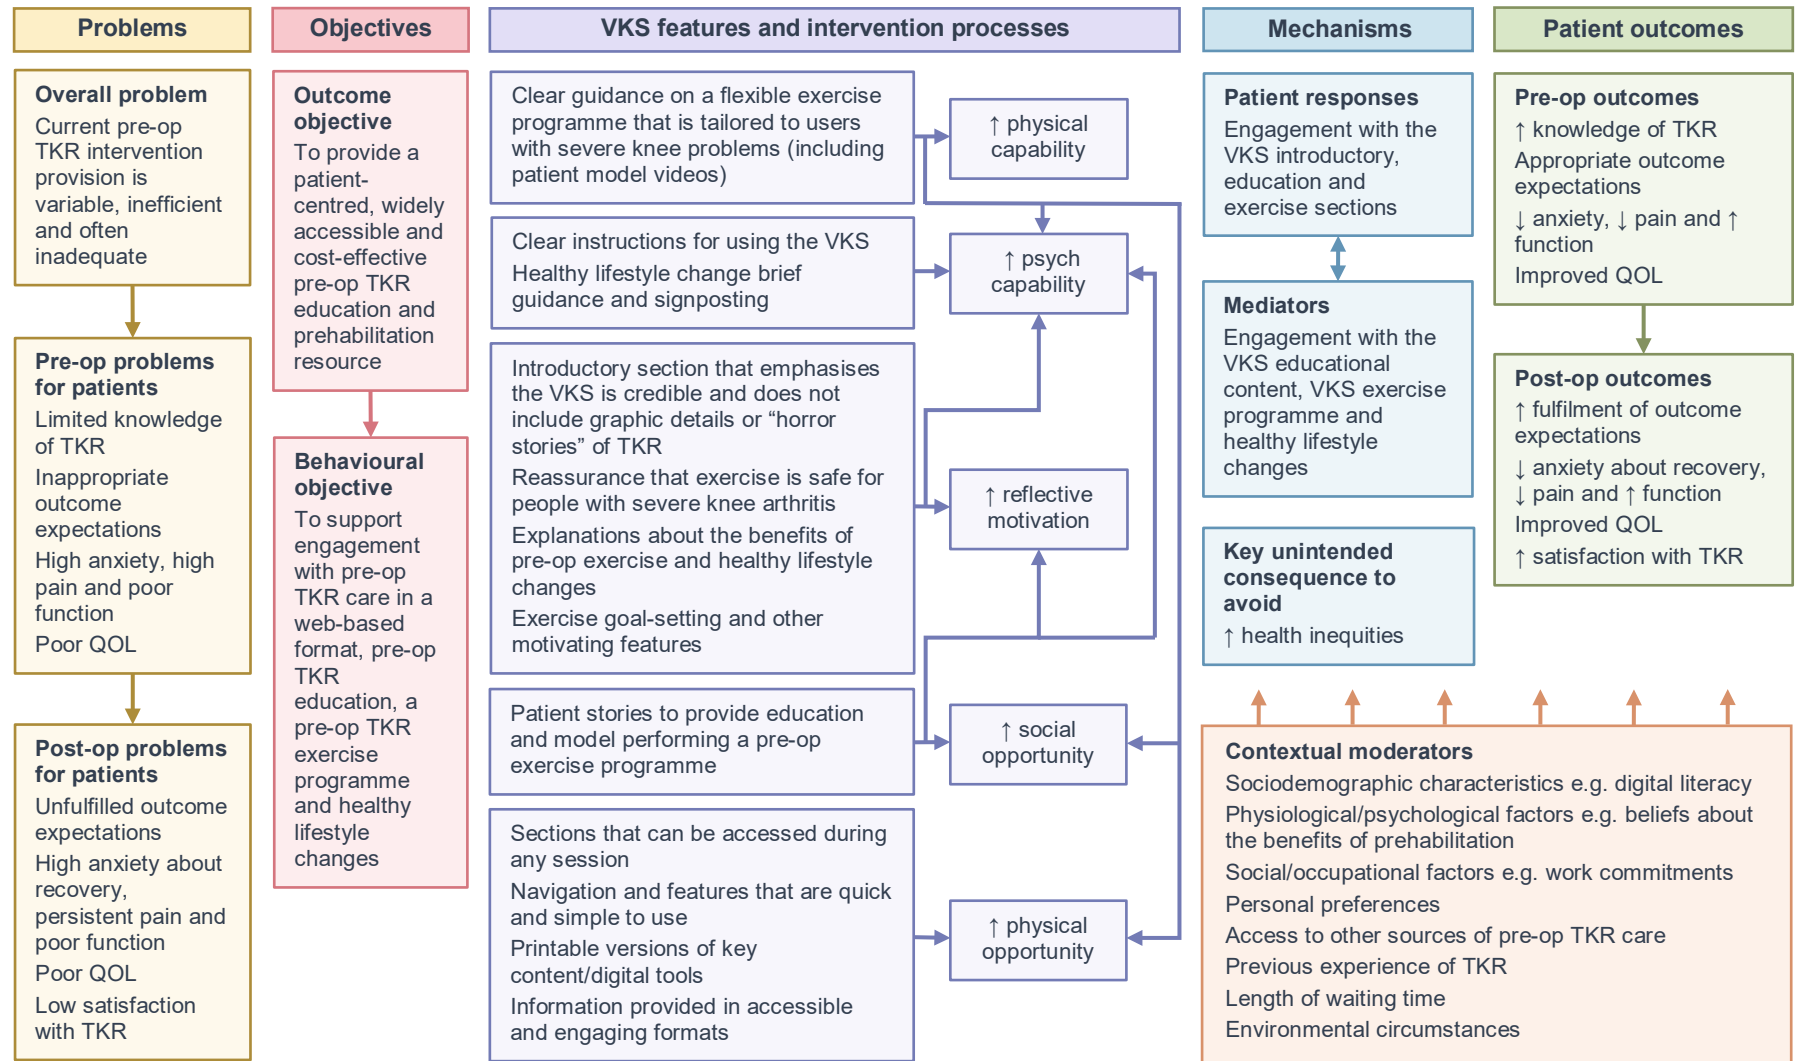 Problems
Overall problem
Current pre-op
TKR intervention
provision is
variable, inefficient
and often
inadequate
Pre-op problems
for patients
Limited knowledge
of TKR
Inappropriate
outcome
expectations
High anxiety, high
pain and poor
function
Poor QOL
Post-op problems
for patients
Unfulfilled outcome
expectations
High anxiety about
recovery,
persistent pain and
poor function
Poor QOL
Low satisfaction
with TKR
Objectives
Outcome
objective
To provide a
patient-
centred, widely
accessible and
cost-effective
pre-op TKR
education and
prehabilitation
resource
Behavioural
objective
To support
engagement
with pre-op
TKR care in a
web-based
format, pre-op
TKR
education, a
pre-op TKR
exercise
programme
and healthy
lifestyle
changes
VKS features and intervention processes
Clear guidance on a flexible exercise
programme that is tailored to users
with severe knee problems (including
patient model videos)
Clear instructions for using the VKS
Healthy lifestyle change brief
guidance and signposting
Introductory section that emphasises
the VKS is credible and does not
include graphic details or “horror
stories” of TKR
Reassurance that exercise is safe for
people with severe knee arthritis
Explanations about the benefits of
pre-op exercise and healthy lifestyle
changes
Exercise goal-setting and other
motivating features
Patient stories to provide education
and model performing a pre-op
exercise programme
Sections that can be accessed during
any session
Navigation and features that are quick
and simple to use
Printable versions of key
content/digital tools
Information provided in accessible
and engaging formats
↑ physical
capability
↑ psych
capability
↑ reflective
motivation
↑ social
opportunity
↑ physical
opportunity
Mechanisms
Patient responses
Engagement with the
VKS introductory,
education and
exercise sections
Mediators
Engagement with the
VKS educational
content, VKS exercise
programme and
healthy lifestyle
changes
Key unintended
consequence to
avoid
↑ health inequities
Patient outcomes
Pre-op outcomes
↑ knowledge of TKR
Appropriate outcome
expectations
↓ anxiety, ↓ pain and ↑
function
Improved QOL
Post-op outcomes
↑ fulfilment of outcome
expectations
↓ anxiety about recovery,
↓ pain and ↑ function
Improved QOL
↑ satisfaction with TKR
Contextual moderators
Sociodemographic characteristics e.g. digital literacy
Physiological/psychological factors e.g. beliefs about
the benefits of prehabilitation
Social/occupational factors e.g. work commitments
Personal preferences
Access to other sources of pre-op TKR care
Previous experience of TKR
Length of waiting time
Environmental circumstances